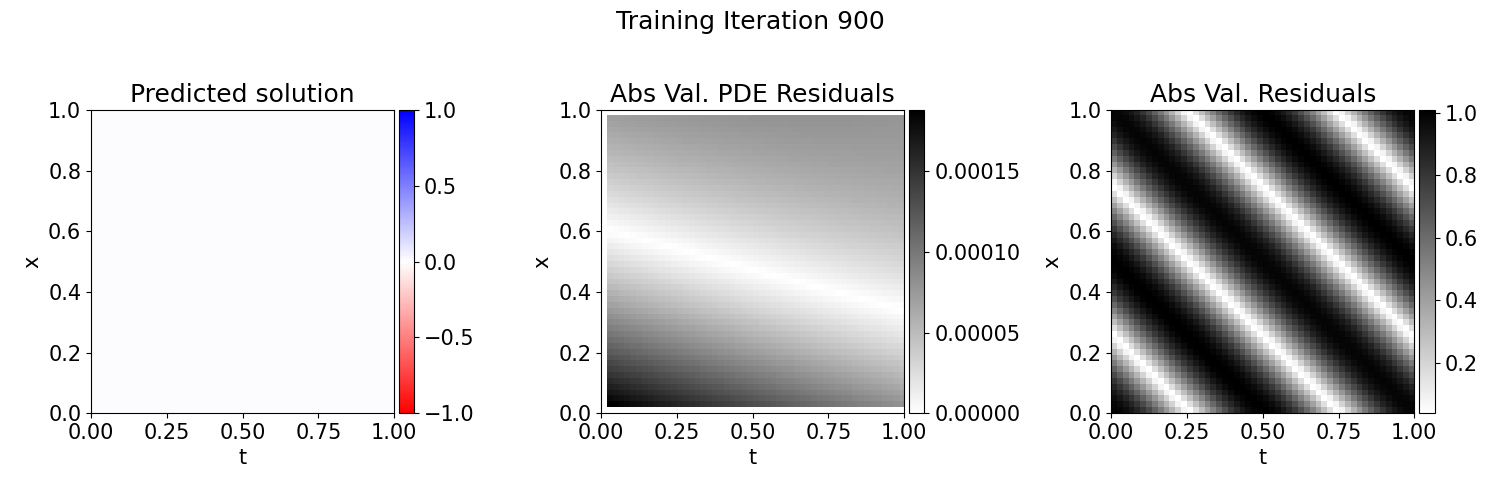 Training Iteration 900
Predicted solution
1.0
0.8
0.6
0.4
0.2
0.0
x
0.00 0.25 0.50 0.75 1.00
t
1.0
0.5
0.0
−0.5
−1.0
Abs Val. PDE Residuals
1.0
0.8
0.6
0.4
0.2
0.0
x
0.00 0.25 0.50 0.75 1.00
t
0.00015
0.00010
0.00005
0.00000
Abs Val. Residuals
1.0
0.8
0.6
0.4
0.2
0.0
x
0.00 0.25 0.50 0.75 1.00
t
1.0
0.8
0.6
0.4
0.2